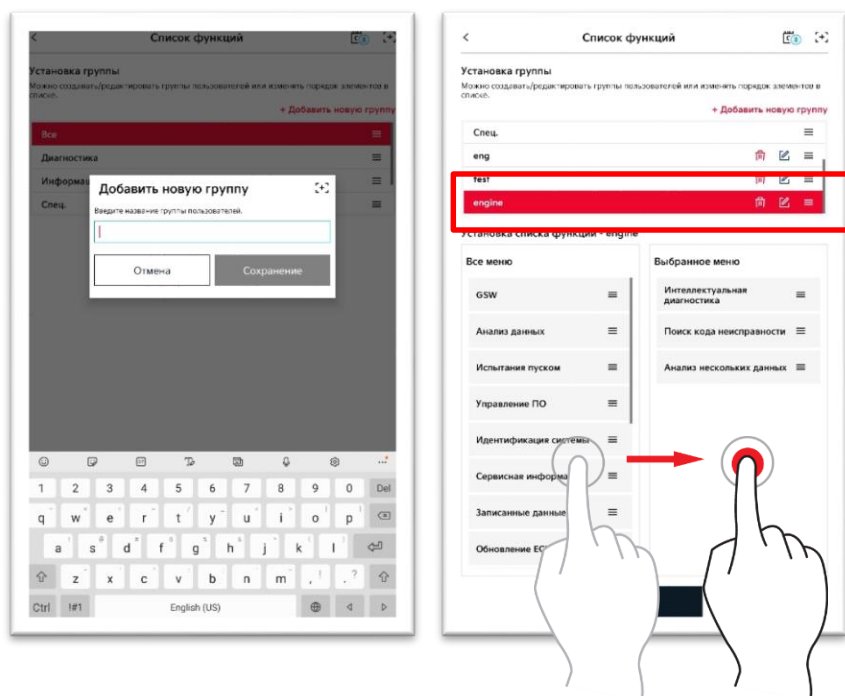 Список функций
Установка группы
Можно создавать/редактировать группы пользователей или изменить порядок элементов в
списке.
+ Добавить новую группу
Все
Диагностика
Информац
Спец.
Добавить новую группу
Введите название группы пользователей.
Отмена
Сохранение
1 2 3 4 5 6 7 8 9 0 Del
q w e r t y u i o p
a s d f g h j k l
z x c v b n m , ! . ?
Ctrl !#1 English (US)
Список функций
Установка группы
Можно создавать/редактировать группы пользователей или изменить порядок элементов в
списке.
+ Добавить новую группу
Спец.
eng
test
engine
Установка списка функций - engine
Все меню
GSW
Анализ данных
Испытания пуском
Управление ПО
Идентификация системы
Сервисная информа
Записанные данные
Обновление EC
Выбранное меню
Интеллектуальная
диагностика
Поиск кода неисправности
Анализ нескольких данных